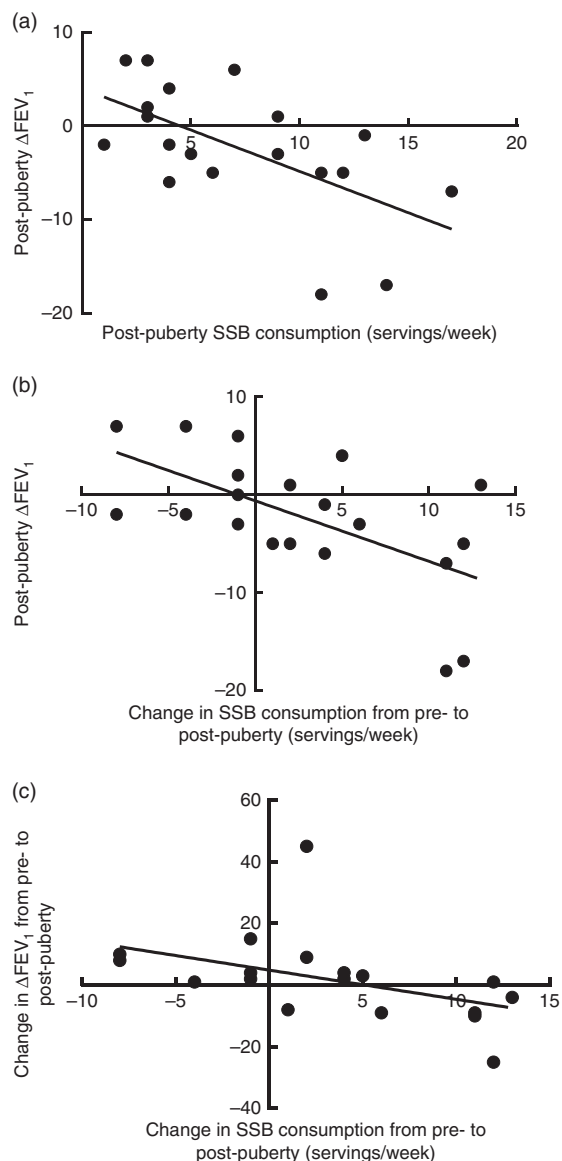 (a)
10
0
5
10
15
20
−10
−20
Post-puberty ΔFEV₁
Post-puberty SSB consumption (servings/week)
(b)
10
−10
−5
5
10
15
−10
−20
Post-puberty ΔFEV₁
Change in SSB consumption from pre- to
post-puberty (servings/week)
(c)
60
40
20
−10
−5
5
10
15
−20
−40
Change in ΔFEV₁ from pre- to
post-puberty
Change in SSB consumption from pre- to
post-puberty (servings/week)